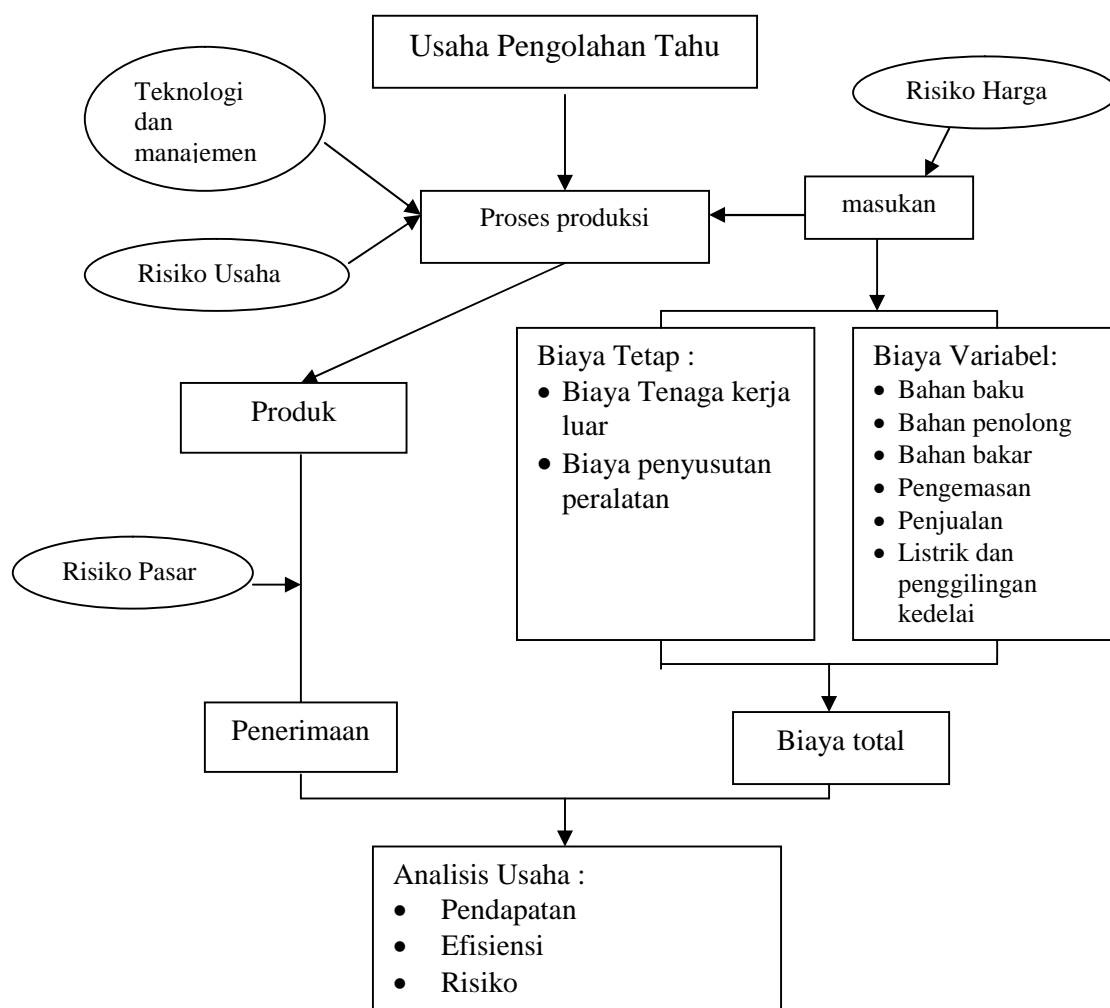 Usaha Pengolahan Tahu
Teknologi
dan
manajemen
Risiko Harga
Proses produksi
masukan
Risiko Usaha
Biaya Tetap :
• Biaya Tenaga kerja
luar
• Biaya penyusutan
peralatan
Biaya Variabel:
• Bahan baku
• Bahan penolong
• Bahan bakar
• Pengemasan
• Penjualan
• Listrik dan
penggilingan
kedelai
Produk
Risiko Pasar
Penerimaan
Biaya total
Analisis Usaha :
• Pendapatan
• Efisiensi
• Risiko